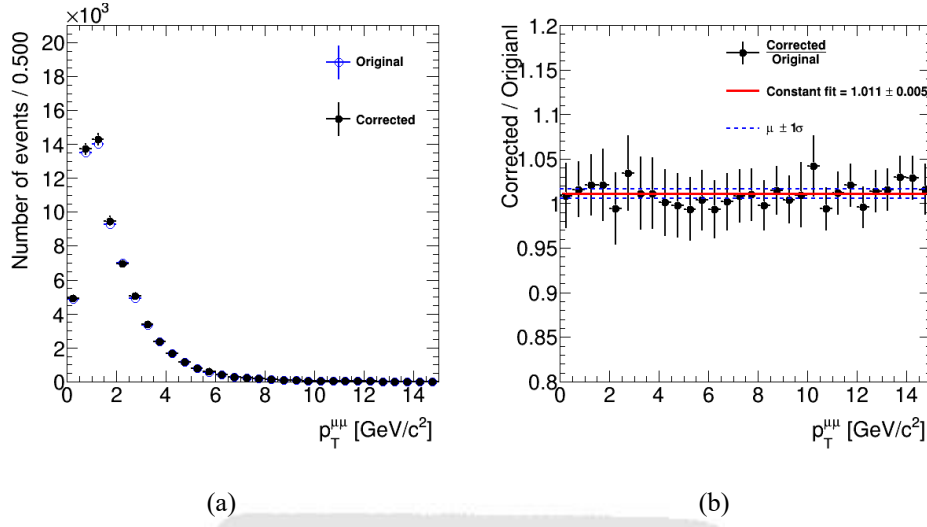 ×10³
20
18
16
14
12
10
8
6
4
2
0
Number of events / 0.500
Original
Corrected
0 2 4 6 8 10 12 14
p_T^μμ [GeV/c²]
(a)
1.2
1.15
1.1
1.05
1
0.95
0.9
0.85
0.8
Corrected / Origianl
Corrected
Original
Constant fit = 1.011 ± 0.005
μ ± 1σ
0 2 4 6 8 10 12 14
p_T^μμ [GeV/c²]
(b)